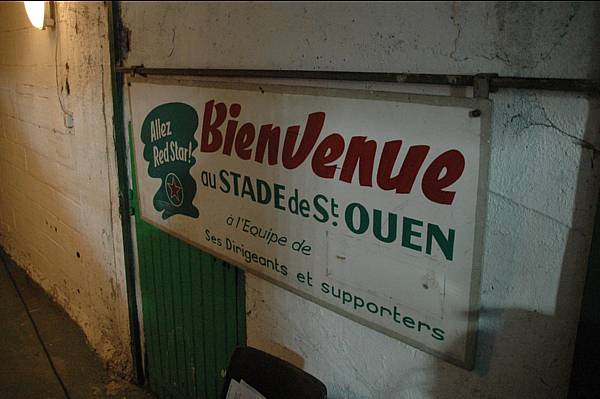 Allez
Red Star!
BienVenue
au STADE de St. OUEN
à l'Equipe de
Ses Dirigeants et supporters